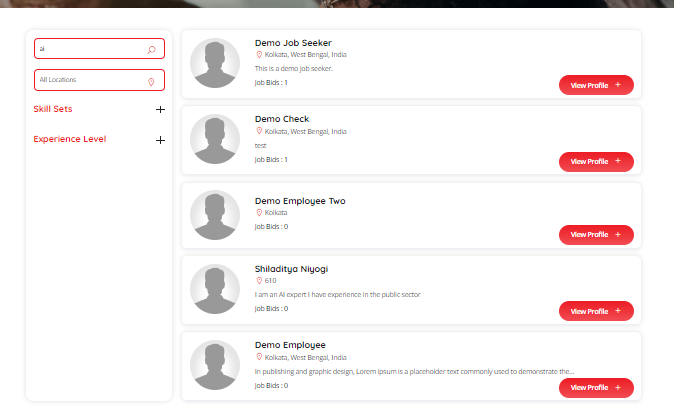 ai
All Locations
Skill Sets
Experience Level
Demo Job Seeker
Kolkata, West Bengal, India
This is a demo job seeker.
Job Bids : 1
View Profile +
Demo Check
Kolkata, West Bengal, India
test
Job Bids : 1
View Profile +
Demo Employee Two
Kolkata
Job Bids : 0
View Profile +
Shiladitya Niyogi
610
I am an AI expert I have experience in the public sector
Job Bids : 0
View Profile +
Demo Employee
Kolkata, West Bengal, India
In publishing and graphic design, Lorem ipsum is a placeholder text commonly used to demonstrate the...
Job Bids : 0
View Profile +